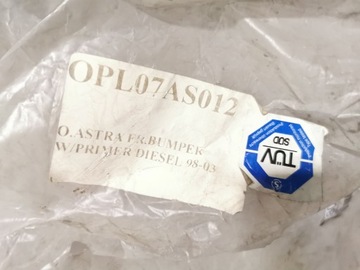 OPL07AS012
O.ASTRA FR.BUMPER
W/PRIMER DIESEL 98-03
TÜV
SÜD